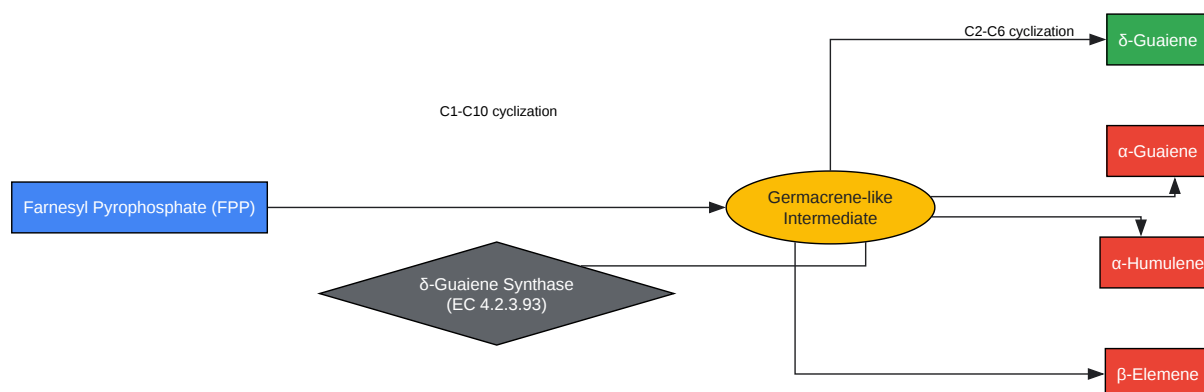 C2-C6 cyclization
δ-Guaiene
C1-C10 cyclization
α-Guaiene
Farnesyl Pyrophosphate (FPP)
Germacrene-like
Intermediate
α-Humulene
δ-Guaiene Synthase
(EC 4.2.3.93)
β-Elemene